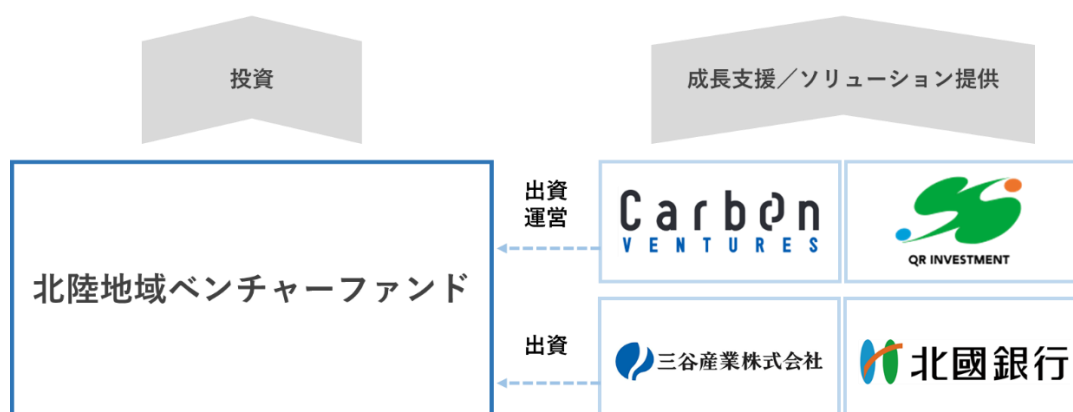 投資
成長支援／ソリューション提供
北陸地域ベンチャーファンド
出資
運営
Carbon
VENTURES
QR INVESTMENT
出資
三谷産業株式会社
北國銀行